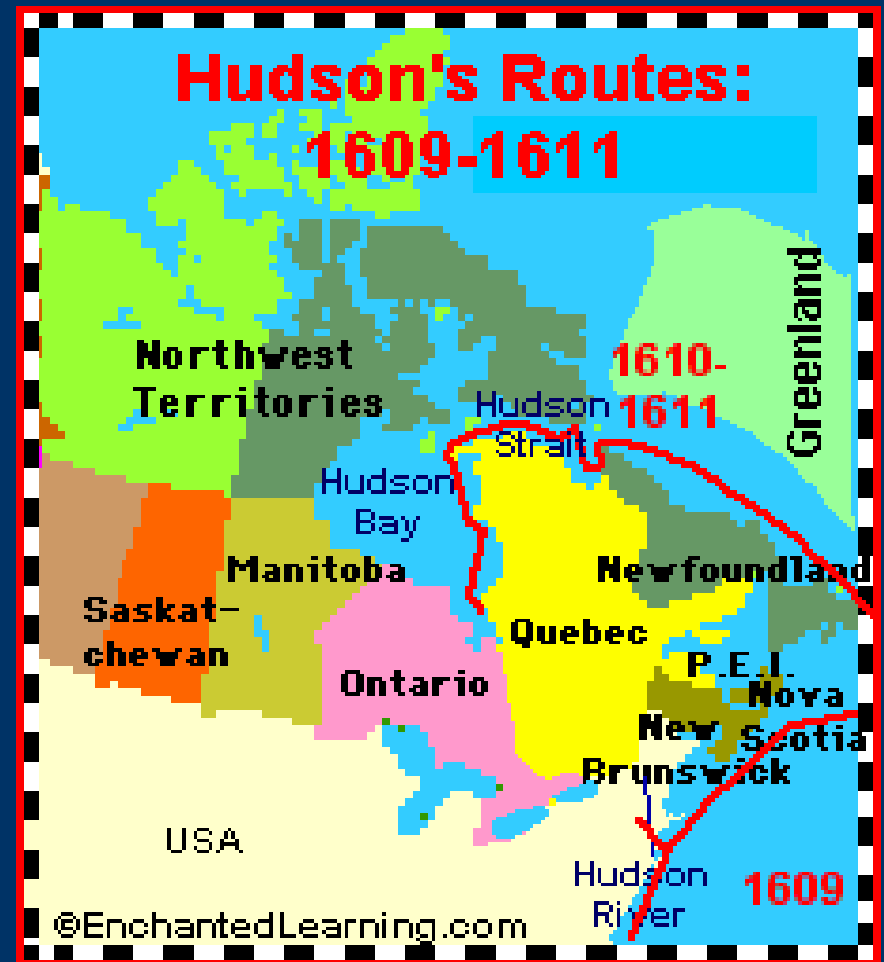 Hudson's Routes:
1609-1611
Greenland
Northwest
Territories
1610-
1611
Hudson
Strait
Hudson
Bay
Manitoba
Newfoundland
Saskat-
chewan
Quebec
P.E.I.
Ontario
Nova
Scotia
New
Brunswick
USA
Hudson
River
1609
©EnchantedLearning.com